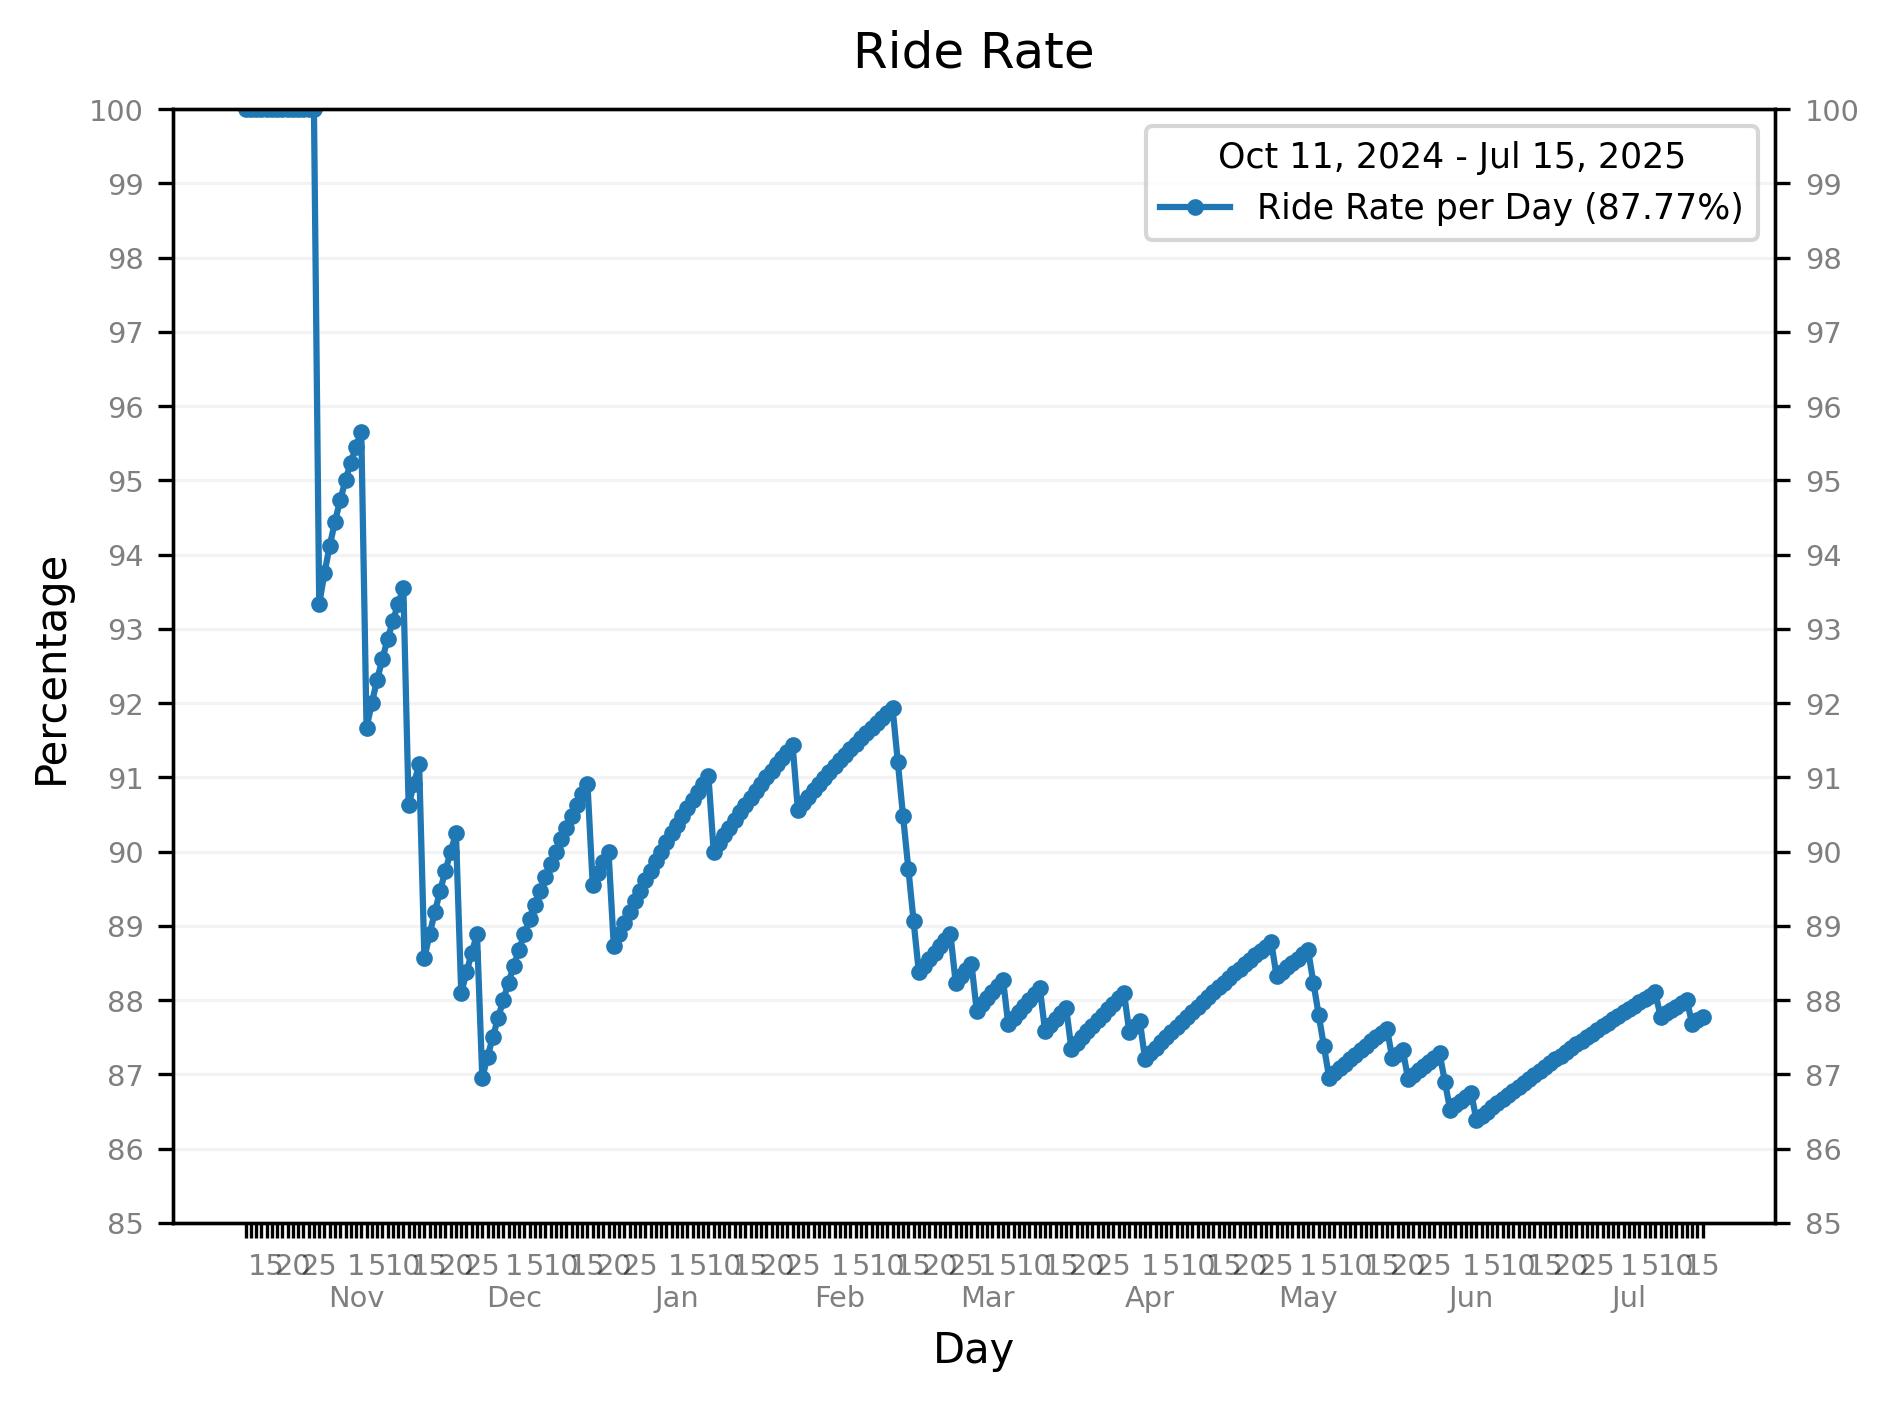 Ride Rate
Oct 11, 2024 - Jul 15, 2025
Ride Rate per Day (87.77%)
100 100
99 99
98 98
97 97
96 96
95 95
94 94
93 93
92 92
91 91
90 90
89 89
88 88
87 87
86 86
85 85
Percentage
15 20 25 1 5 10 15 20 25 1 5 10 15 20 25 1 5 10 15 20 25 1 5 10 15 20 25 1 5 10 15 20 25 1 5 10 15 20 25 1 5 10 15 20 25 1 5 10 15 20 25 1 5 10 15
Nov Dec Jan Feb Mar Apr May Jun Jul
Day